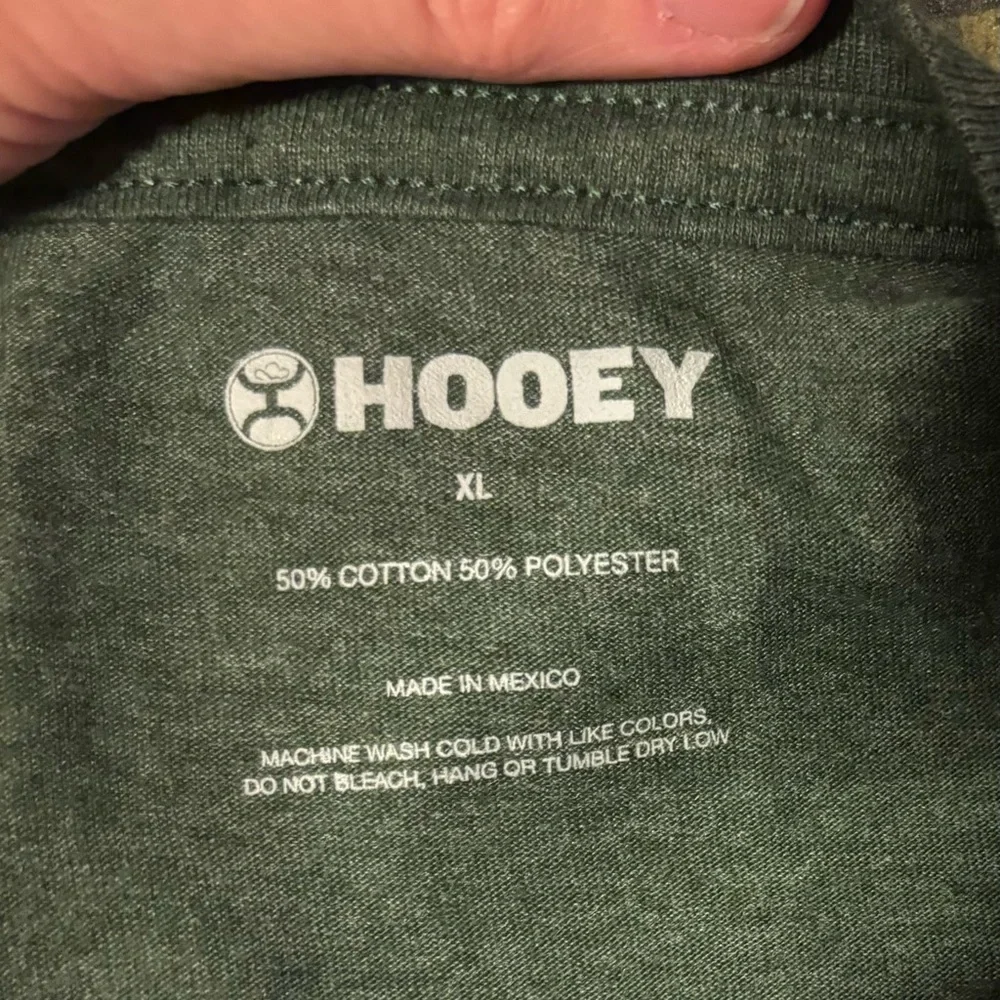 HOOEY
XL
50% COTTON 50% POLYESTER
MADE IN MEXICO
MACHINE WASH COLD WITH LIKE COLORS,
DO NOT BLEACH, HANG OR TUMBLE DRY LOW